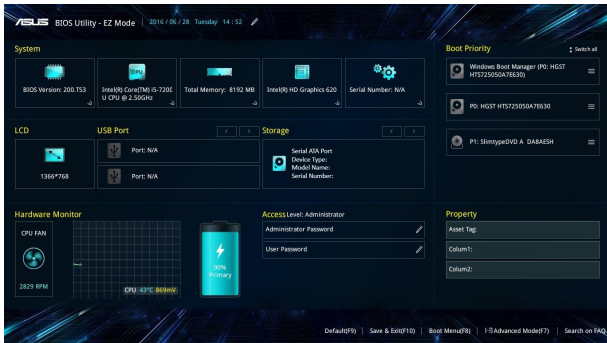 ASUS BIOS Utility - EZ Mode | 2016/06/28 Tuesday 14:52
System
BIOS Version: 200.T53
CPU
Intel(R) Core(TM) i5-7200
U CPU @ 2.50GHz
Total Memory: 8192 MB
Intel(R) HD Graphics 620
Serial Number: N/A
Boot Priority
Switch all
Windows Boot Manager (P0: HGST
HTS725050A7E630)
P0: HGST HTS725050A7E630
P1: SlimtypeDVD A DA8AESH
LCD
1366*768
USB Port
Port: N/A
Port: N/A
Storage
Serial ATA Port
Device Type:
Model Name:
Serial Number:
Hardware Monitor
CPU FAN
2829 RPM
CPU 43°C 869mV
90%
Primary
Access Level: Administrator
Administrator Password
User Password
Property
Asset Tag:
Colum1:
Colum2:
Default(F9) | Save & Exit(F10) | Boot Menu(F8) | Advanced Mode(F7) | Search on FAQ